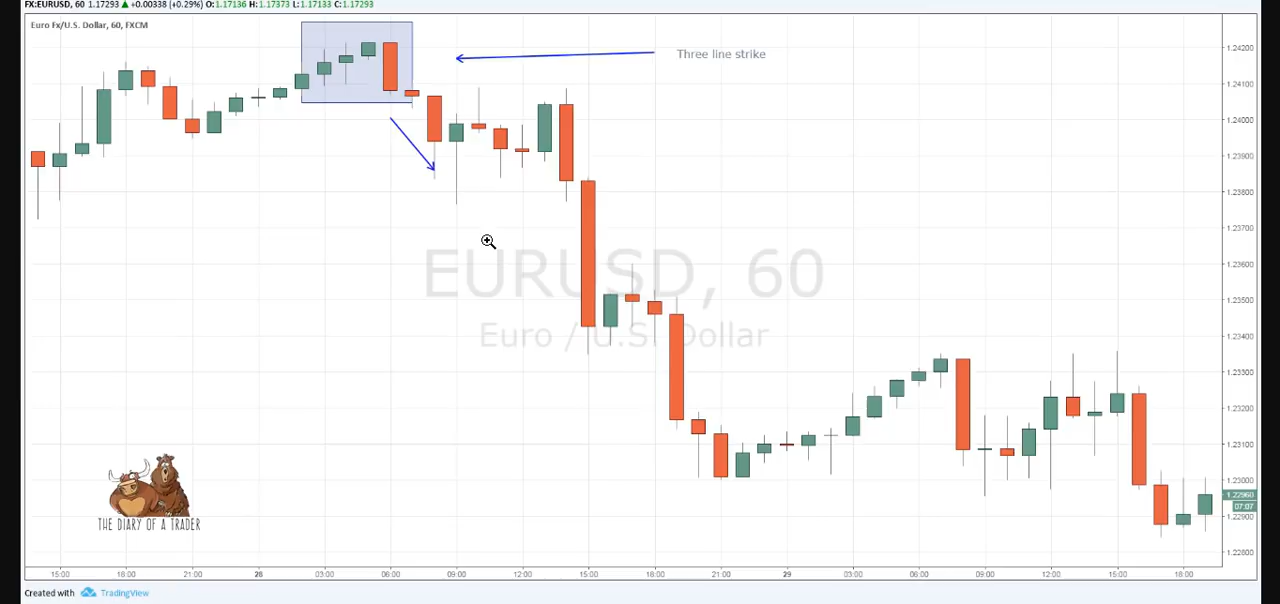 FX:EURUSD, 60 1.17293 ▲ +0.00338 (+0.29%) O:1.17136 H:1.17373 L:1.17133 C:1.17293
Euro Fx/U.S. Dollar, 60, FXCM
Three line strike
1.24200
1.24100
1.24000
1.23900
1.23800
1.23700
1.23600
1.23500
1.23400
1.23300
1.23200
1.23100
1.23000
1.22960
07:07
1.22900
1.22800
EURUSD, 60
Euro / U.S. Dollar
THE DIARY OF A TRADER
15:00 18:00 21:00 28 03:00 06:00 09:00 12:00 15:00 18:00 21:00 29 03:00 06:00 09:00 12:00 15:00 18:00
Created with TradingView